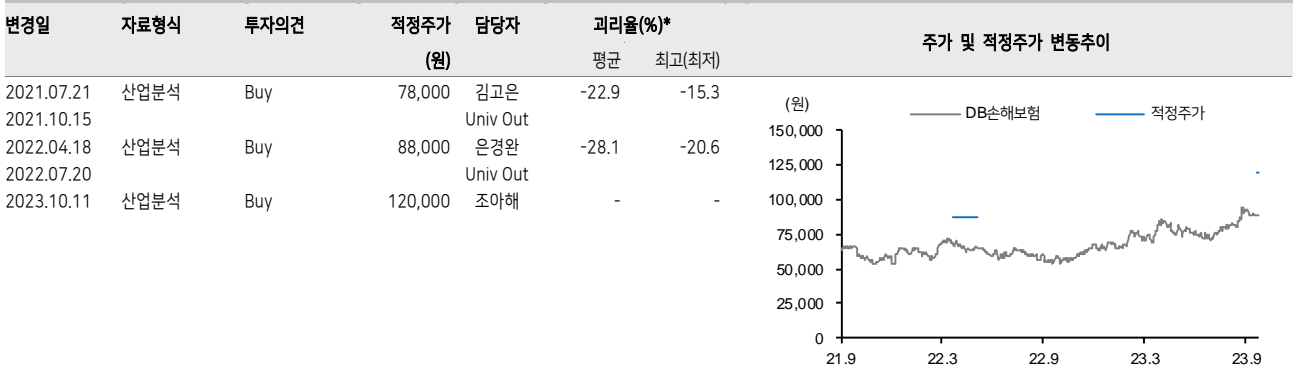 변경일 자료형식 투자의견 적정주가 담당자 괴리율(%)* 주가 및 적정주가 변동추이
(원) 평균 최고(최저)
2021.07.21 산업분석 Buy 78,000 김고은 -22.9 -15.3
2021.10.15 Univ Out
2022.04.18 산업분석 Buy 88,000 은경완 -28.1 -20.6
2022.07.20 Univ Out
2023.10.11 산업분석 Buy 120,000 조아해 - -
(원)
DB손해보험 적정주가
150,000
125,000
100,000
75,000
50,000
25,000
0
21.9 22.3 22.9 23.3 23.9